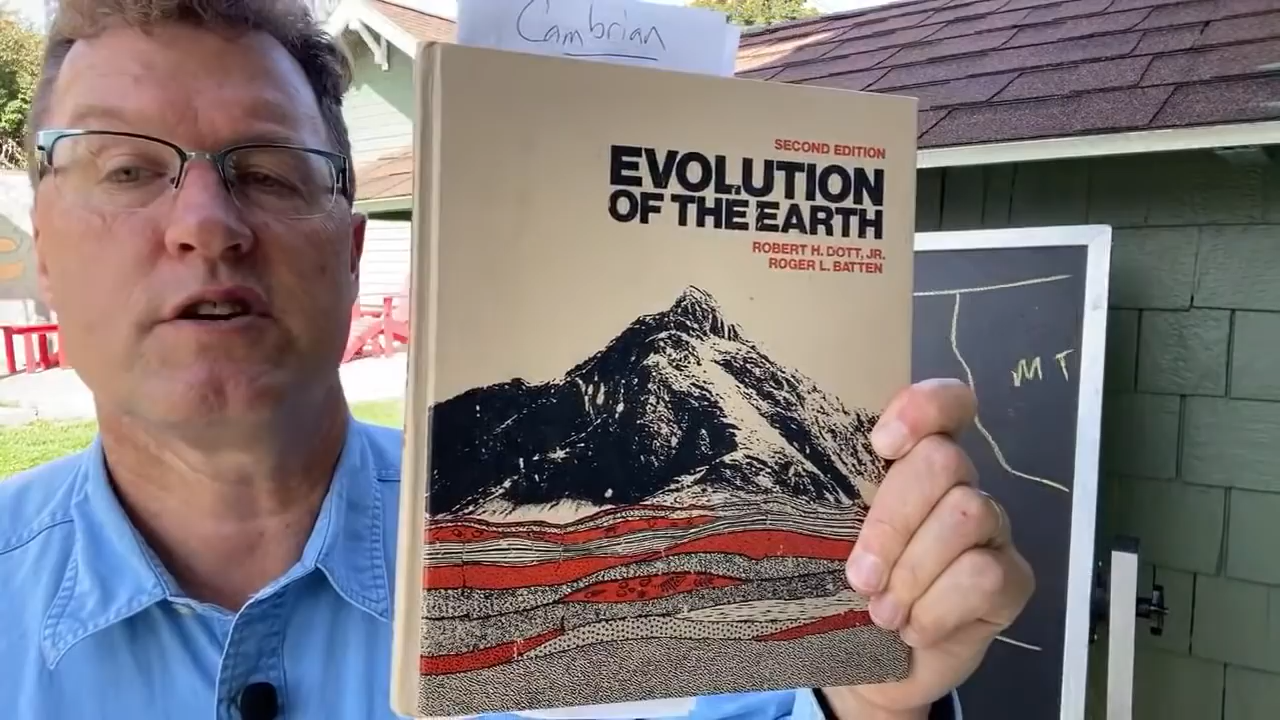 Cambrian
SECOND EDITION
EVOLUTION
OF THE EARTH
ROBERT H. DOTT, JR.
ROGER L. BATTEN
MT